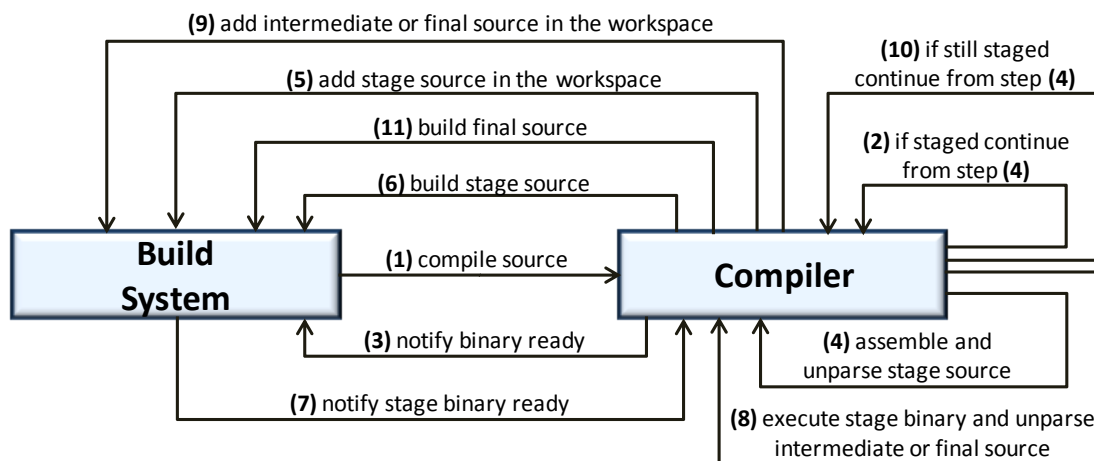 (9) add intermediate or final source in the workspace
(10) if still staged
continue from step (4)
(5) add stage source in the workspace
(11) build final source
(2) if staged continue
from step (4)
(6) build stage source
Build
System
(1) compile source
Compiler
(3) notify binary ready
(4) assemble and
unparse stage source
(7) notify stage binary ready
(8) execute stage binary and unparse
intermediate or final source